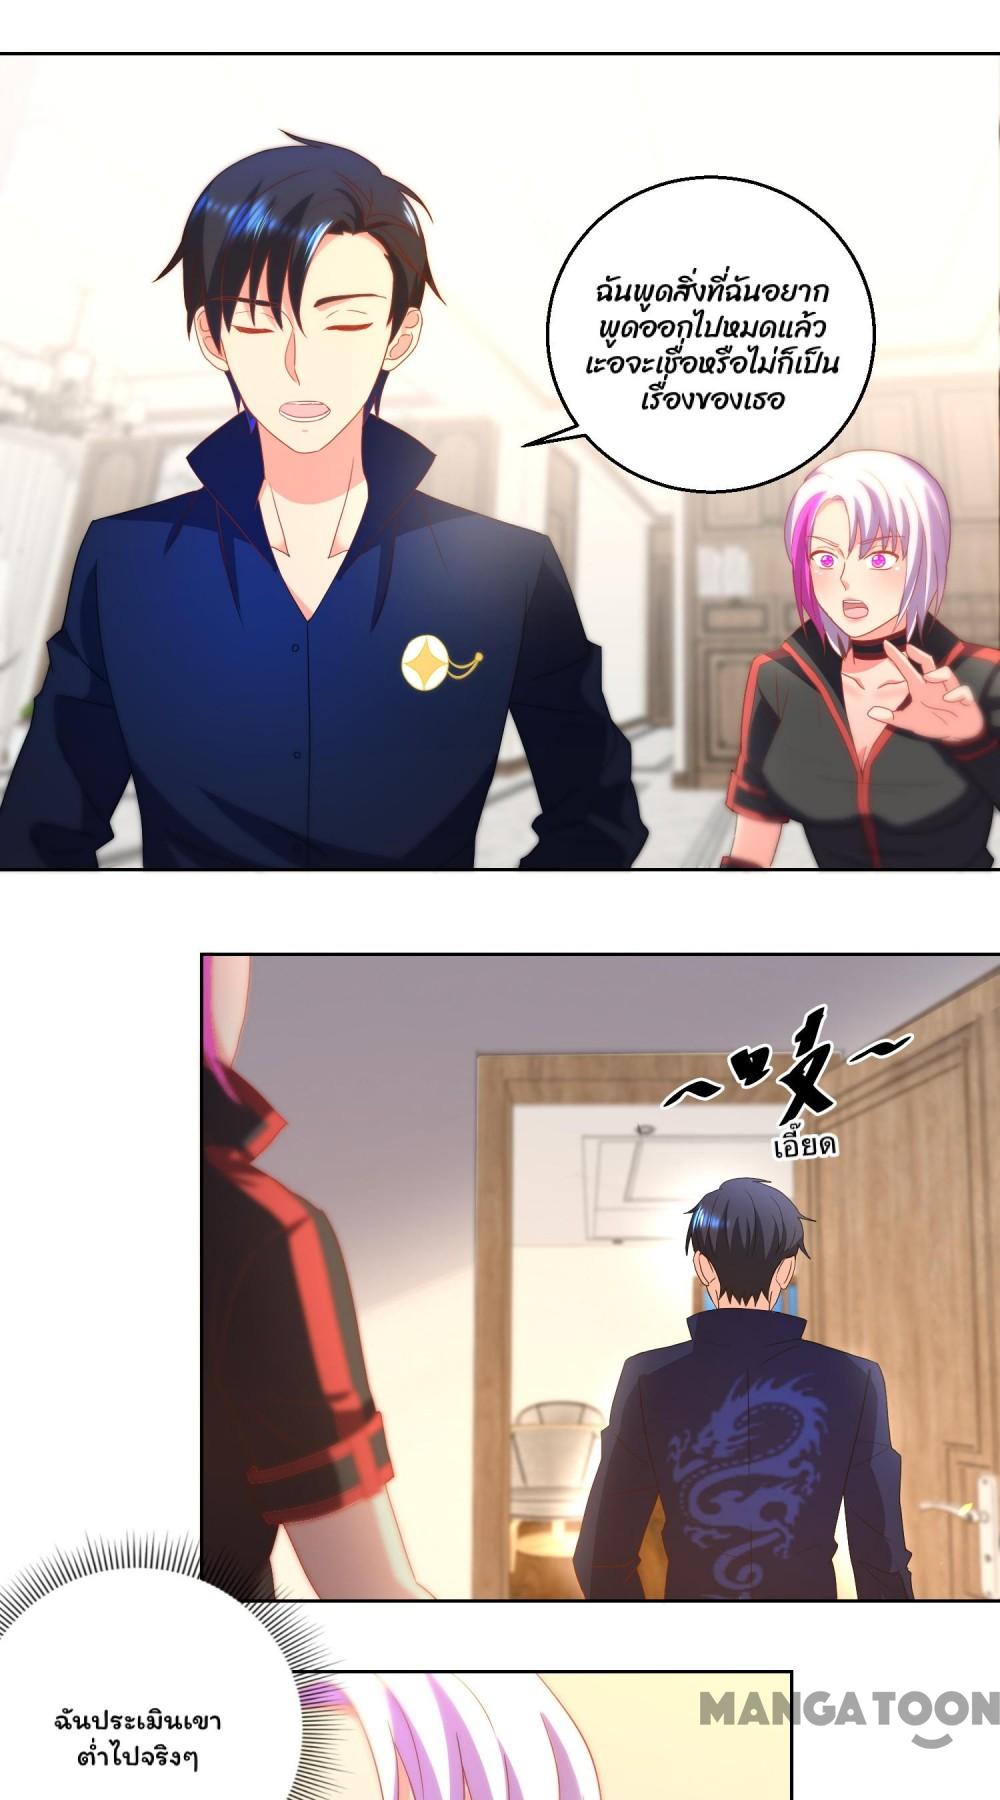 ฉันพูดสิ่งที่ฉันอยาก
พูดออกไปหมดแล้ว
เะอจะเชื่อหรือไม่ก็เป็น
เรื่องของเธอ
~吱~
เอี๊ยด
MANGATOON
ฉันประเมินเขา
ต่ำไปจริงๆ